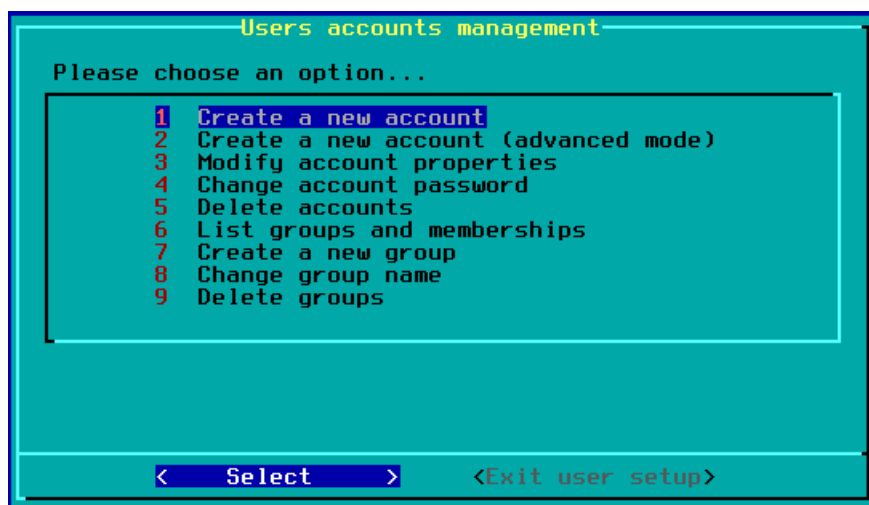 Users accounts management
Please choose an option...
1 Create a new account
2 Create a new account (advanced mode)
3 Modify account properties
4 Change account password
5 Delete accounts
6 List groups and memberships
7 Create a new group
8 Change group name
9 Delete groups
< Select > <Exit user setup>